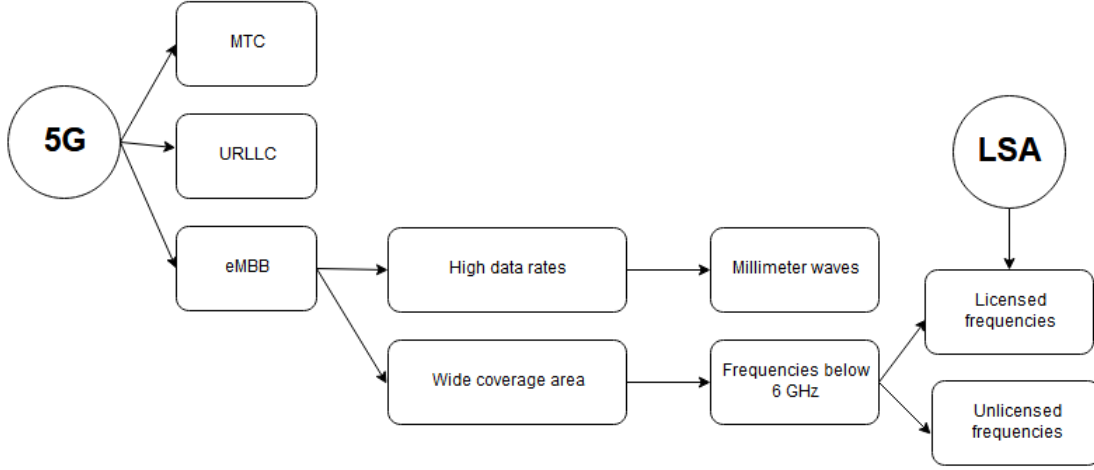 MTC
5G
URLLC
LSA
eMBB
High data rates
Millimeter waves
Licensed
frequencies
Wide coverage area
Frequencies below
6 GHz
Unlicensed
frequencies